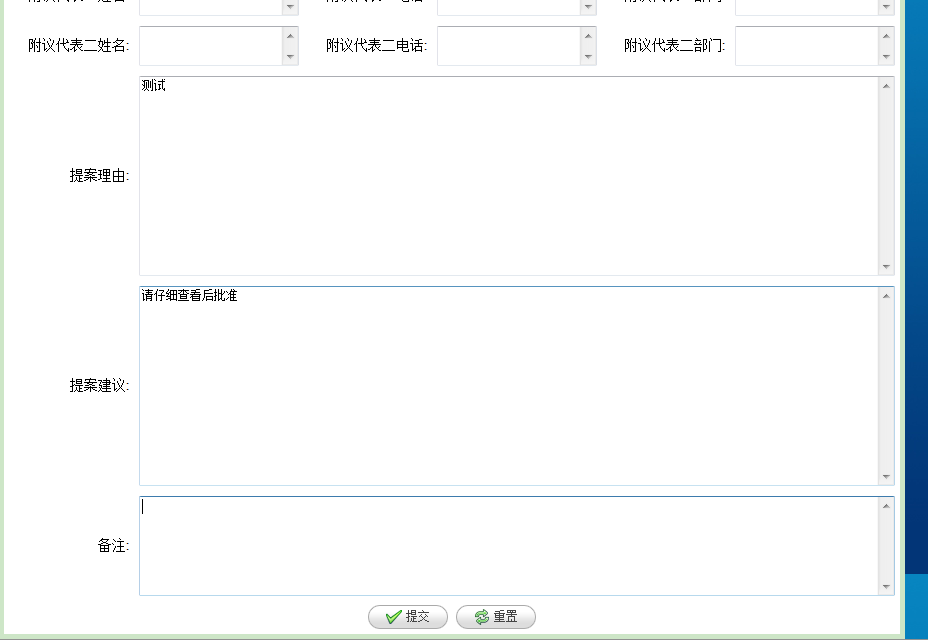 附议代表二姓名:
附议代表二电话:
附议代表二部门:
提案理由:
测试
提案建议:
请仔细查看后批准
备注:
提交
重置